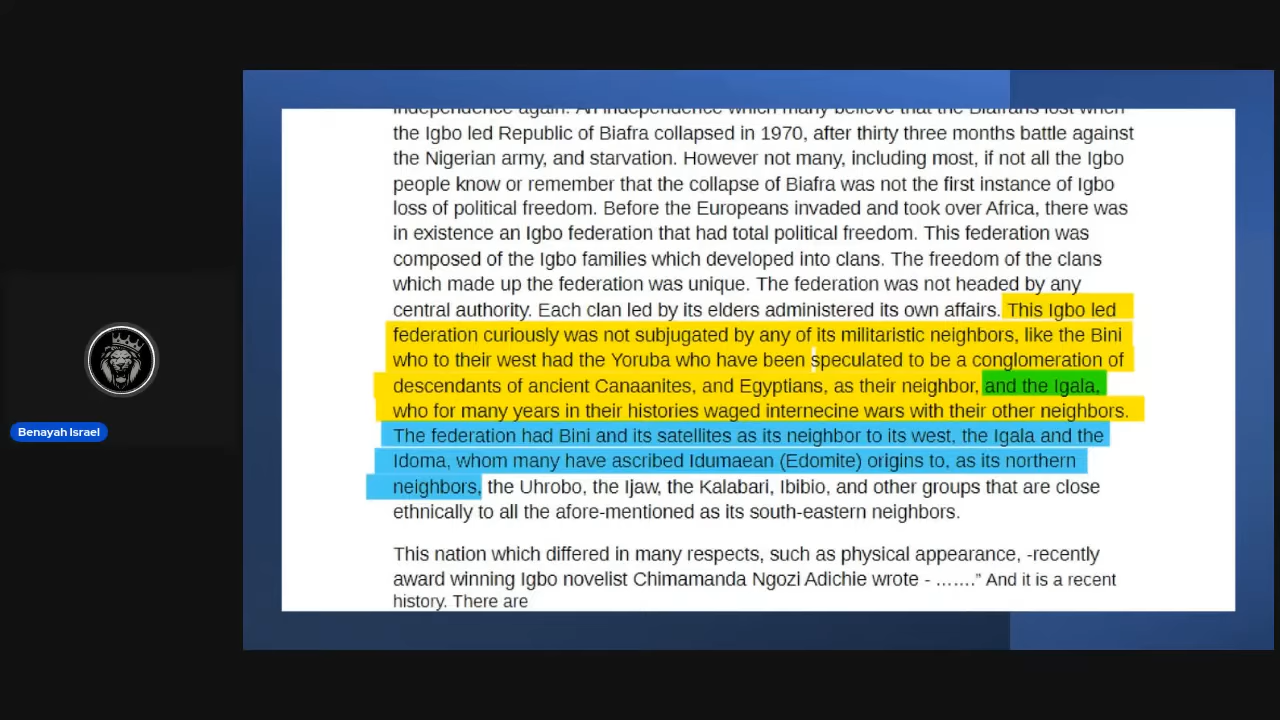 independence again. An independence which many believe that the Biafrans lost when
the Igbo led Republic of Biafra collapsed in 1970, after thirty three months battle against
the Nigerian army, and starvation. However not many, including most, if not all the Igbo
people know or remember that the collapse of Biafra was not the first instance of Igbo
loss of political freedom. Before the Europeans invaded and took over Africa, there was
in existence an Igbo federation that had total political freedom. This federation was
composed of the Igbo families which developed into clans. The freedom of the clans
which made up the federation was unique. The federation was not headed by any
central authority. Each clan led by its elders administered its own affairs. This Igbo led
federation curiously was not subjugated by any of its militaristic neighbors, like the Bini
who to their west had the Yoruba who have been speculated to be a conglomeration of
descendants of ancient Canaanites, and Egyptians, as their neighbor, and the Igala,
who for many years in their histories waged internecine wars with their other neighbors.
The federation had Bini and its satellites as its neighbor to its west, the Igala and the
Idoma, whom many have ascribed Idumaean (Edomite) origins to, as its northern
neighbors, the Uhrobo, the Ijaw, the Kalabari, Ibibio, and other groups that are close
ethnically to all the afore-mentioned as its south-eastern neighbors.
This nation which differed in many respects, such as physical appearance, -recently
award winning Igbo novelist Chimamanda Ngozi Adichie wrote - …….” And it is a recent
history. There are
Benayah Israel